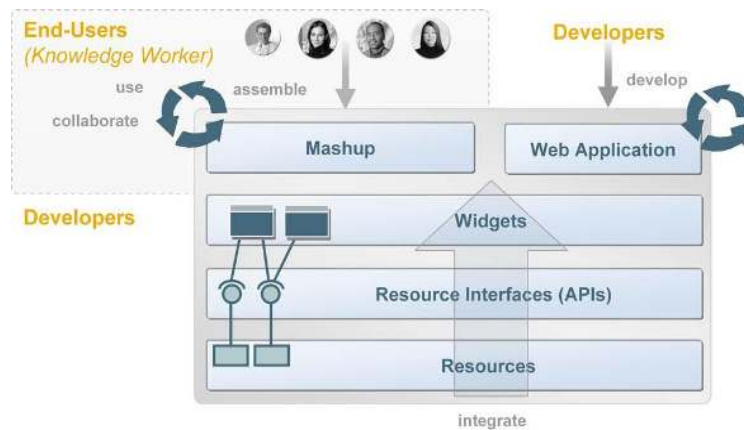 End-Users
(Knowledge Worker)
Developers
use
assemble
develop
collaborate
Mashup
Web Application
Developers
Widgets
Resource Interfaces (APIs)
Resources
integrate